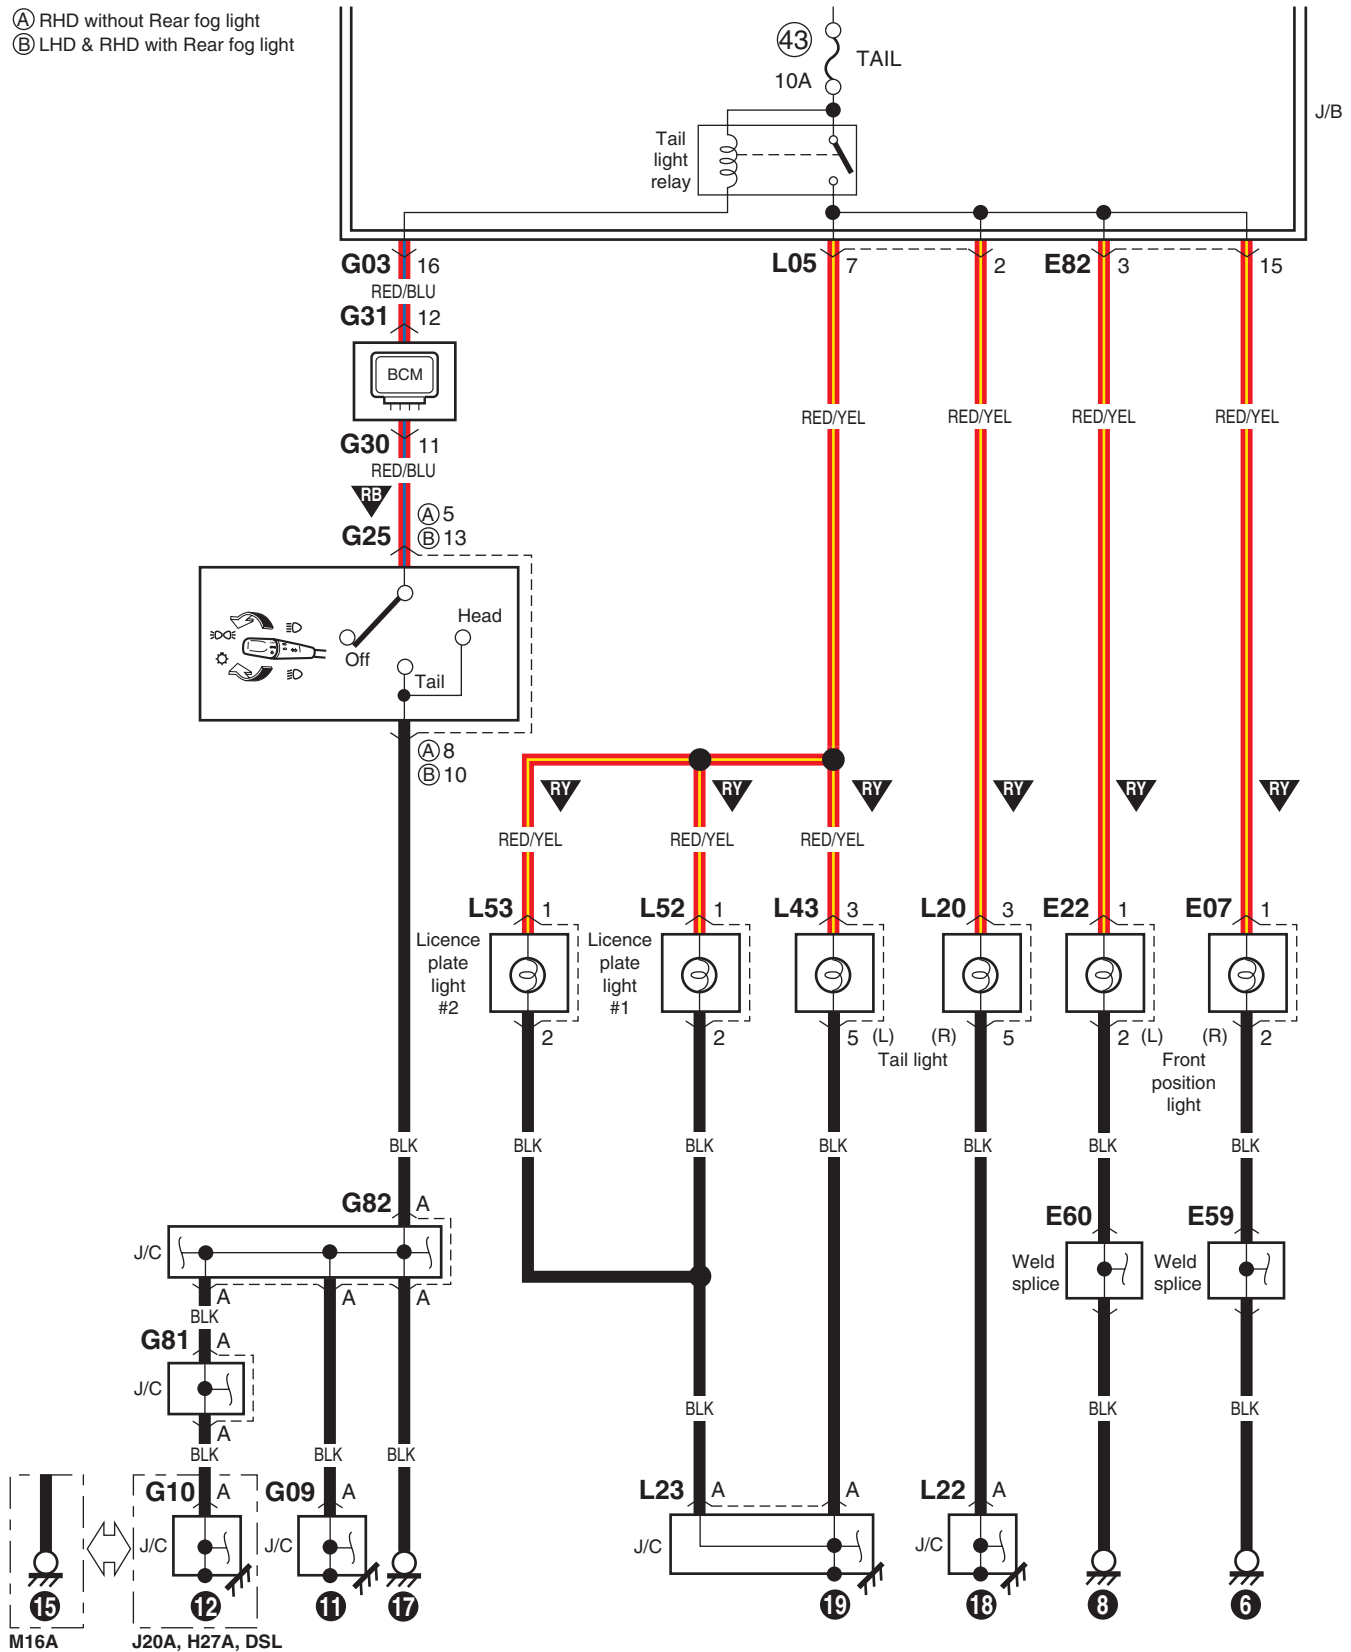 Ⓐ RHD without Rear fog light
Ⓑ LHD & RHD with Rear fog light
43
10A
TAIL
J/B
Tail
light
relay
G03 16
L05 7
2
E82 3
15
RED/BLU
G31 12
BCM
RED/YEL
RED/YEL
RED/YEL
RED/YEL
G30 11
RED/BLU
RB
Ⓐ 5
G25
Ⓑ 13
Head
Off
Tail
Ⓐ 8
Ⓑ 10
RY
RY
RY
RY
RY
RY
RED/YEL
RED/YEL
RED/YEL
L53 1
L52 1
L43 3
L20 3
E22 1
E07 1
Licence
plate
light
#2
Licence
plate
light
#1
2
2
5 (L)
(R) 5
2 (L)
(R) 2
Tail light
Front
position
light
BLK
BLK
BLK
BLK
BLK
BLK
BLK
G82 A
E60
E59
J/C
Weld
splice
Weld
splice
A
A
A
BLK
G81 A
J/C
A
BLK
BLK
BLK
BLK
BLK
BLK
G10 A
G09 A
L23 A
A
L22 A
J/C
J/C
J/C
J/C
15
12
11
17
19
18
8
6
M16A
J20A, H27A, DSL